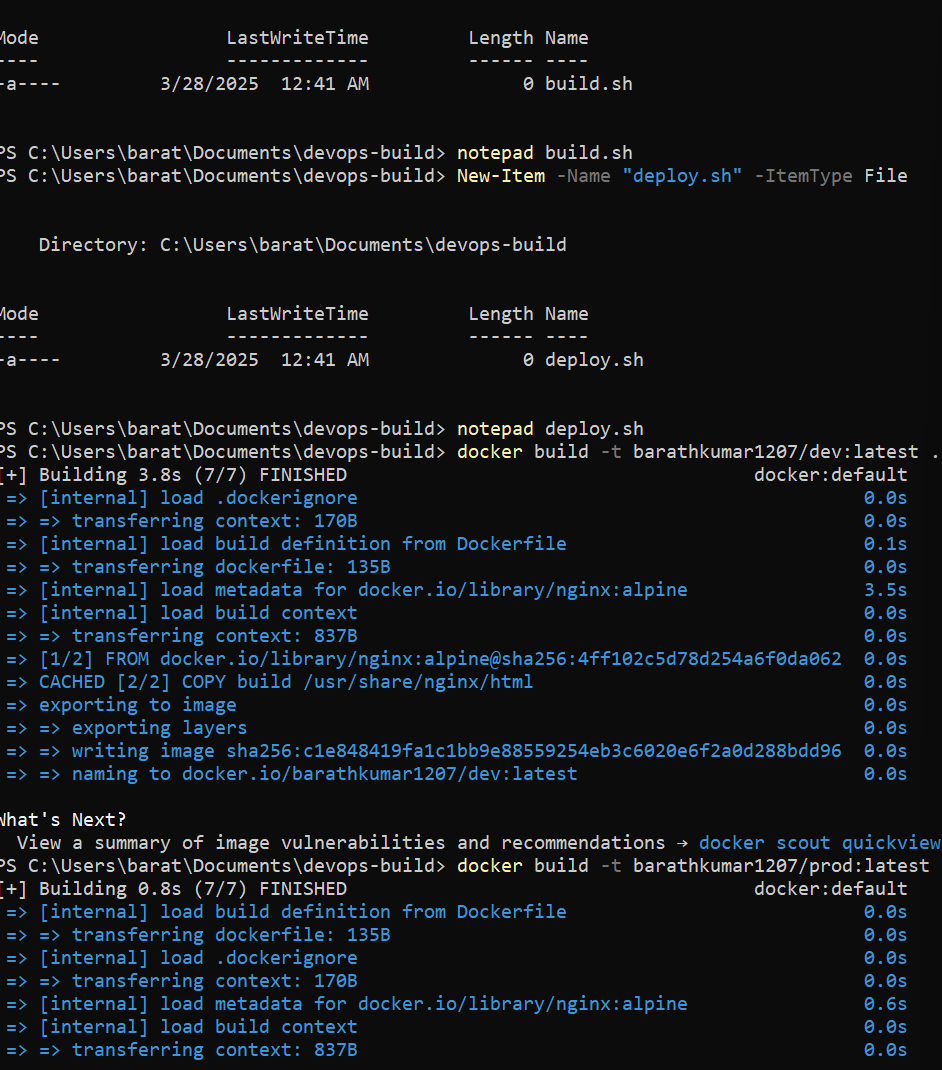 Mode                 LastWriteTime         Length Name
----                 -------------         ------ ----
-a----         3/28/2025  12:41 AM              0 build.sh
PS C:\Users\barat\Documents\devops-build> notepad build.sh
PS C:\Users\barat\Documents\devops-build> New-Item -Name "deploy.sh" -ItemType File
    Directory: C:\Users\barat\Documents\devops-build
Mode                 LastWriteTime         Length Name
----                 -------------         ------ ----
-a----         3/28/2025  12:41 AM              0 deploy.sh
PS C:\Users\barat\Documents\devops-build> notepad deploy.sh
PS C:\Users\barat\Documents\devops-build> docker build -t barathkumar1207/dev:latest .
[+] Building 3.8s (7/7) FINISHED                                     docker:default
 => [internal] load .dockerignore                                              0.0s
 => => transferring context: 170B                                              0.0s
 => [internal] load build definition from Dockerfile                           0.1s
 => => transferring dockerfile: 135B                                           0.0s
 => [internal] load metadata for docker.io/library/nginx:alpine                3.5s
 => [internal] load build context                                              0.0s
 => => transferring context: 837B                                              0.0s
 => [1/2] FROM docker.io/library/nginx:alpine@sha256:4ff102c5d78d254a6f0da062  0.0s
 => CACHED [2/2] COPY build /usr/share/nginx/html                              0.0s
 => exporting to image                                                         0.0s
 => => exporting layers                                                        0.0s
 => => writing image sha256:c1e848419fa1c1bb9e88559254eb3c6020e6f2a0d288bdd96  0.0s
 => => naming to docker.io/barathkumar1207/dev:latest                          0.0s
What's Next?
  View a summary of image vulnerabilities and recommendations → docker scout quickview
PS C:\Users\barat\Documents\devops-build> docker build -t barathkumar1207/prod:latest
[+] Building 0.8s (7/7) FINISHED                                     docker:default
 => [internal] load build definition from Dockerfile                           0.0s
 => => transferring dockerfile: 135B                                           0.0s
 => [internal] load .dockerignore                                              0.0s
 => => transferring context: 170B                                              0.0s
 => [internal] load metadata for docker.io/library/nginx:alpine                0.6s
 => [internal] load build context                                              0.0s
 => => transferring context: 837B                                              0.0s